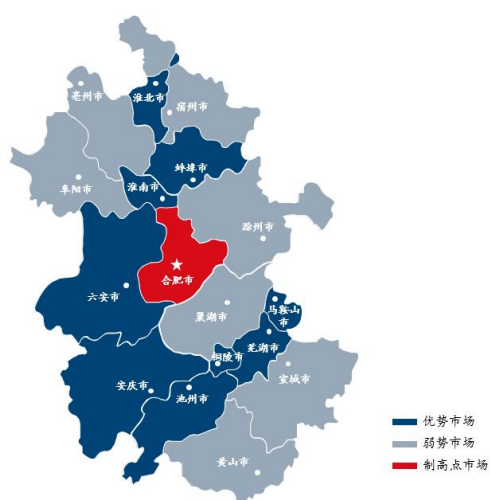 亳州市
淮北市
宿州市
蚌埠市
阜阳市
淮南市
滁州市
合肥市
六安市
巢湖市
马鞍山
市
芜湖市
铜陵市
宣城市
安庆市
池州市
黄山市
优势市场
弱势市场
制高点市场